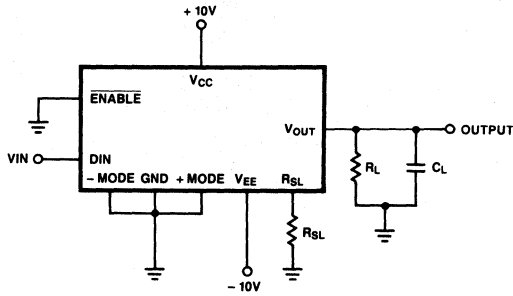 + 10V
VCC
ENABLE
VOUT
OUTPUT
VIN
DIN
RL
CL
– MODE GND + MODE VEE RSL
RSL
– 10V